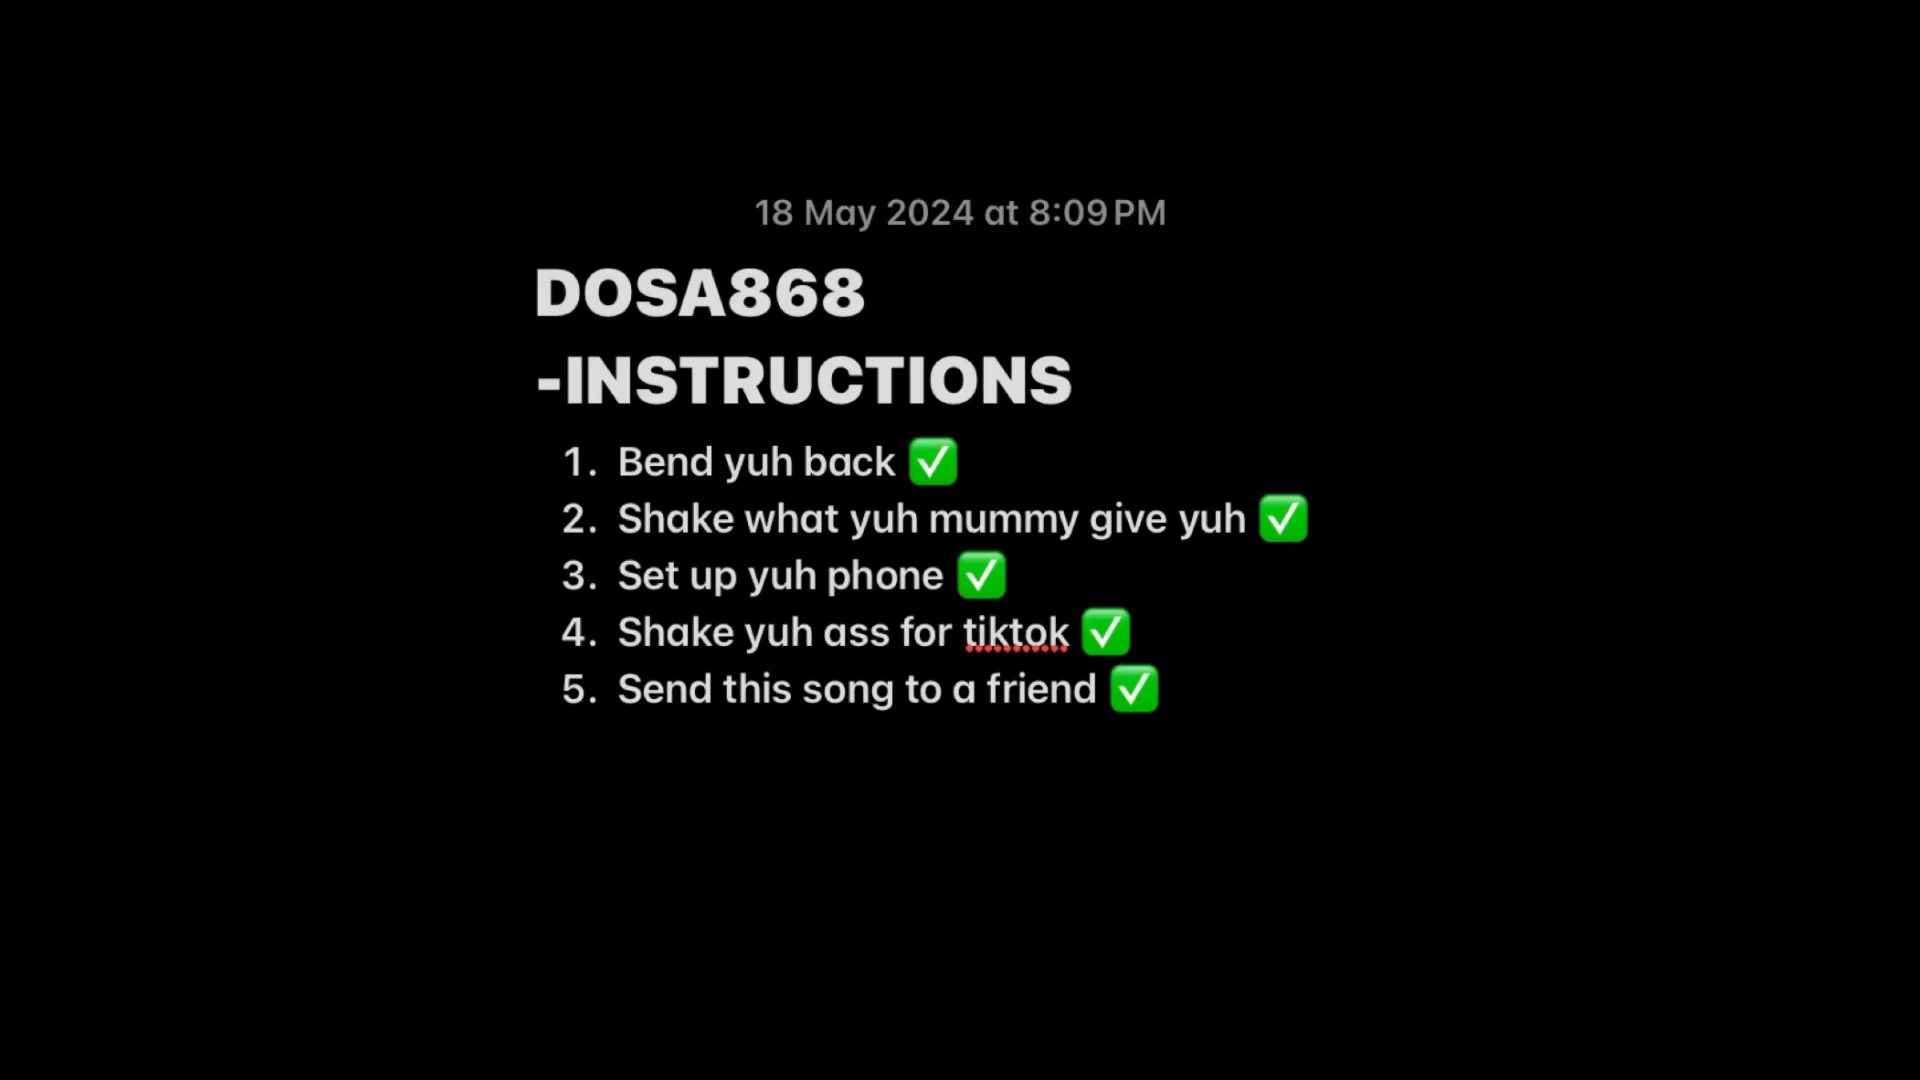 18 May 2024 at 8:09 PM
DOSA868
-INSTRUCTIONS
1. Bend yuh back ✅
2. Shake what yuh mummy give yuh ✅
3. Set up yuh phone ✅
4. Shake yuh ass for tiktok ✅
5. Send this song to a friend ✅